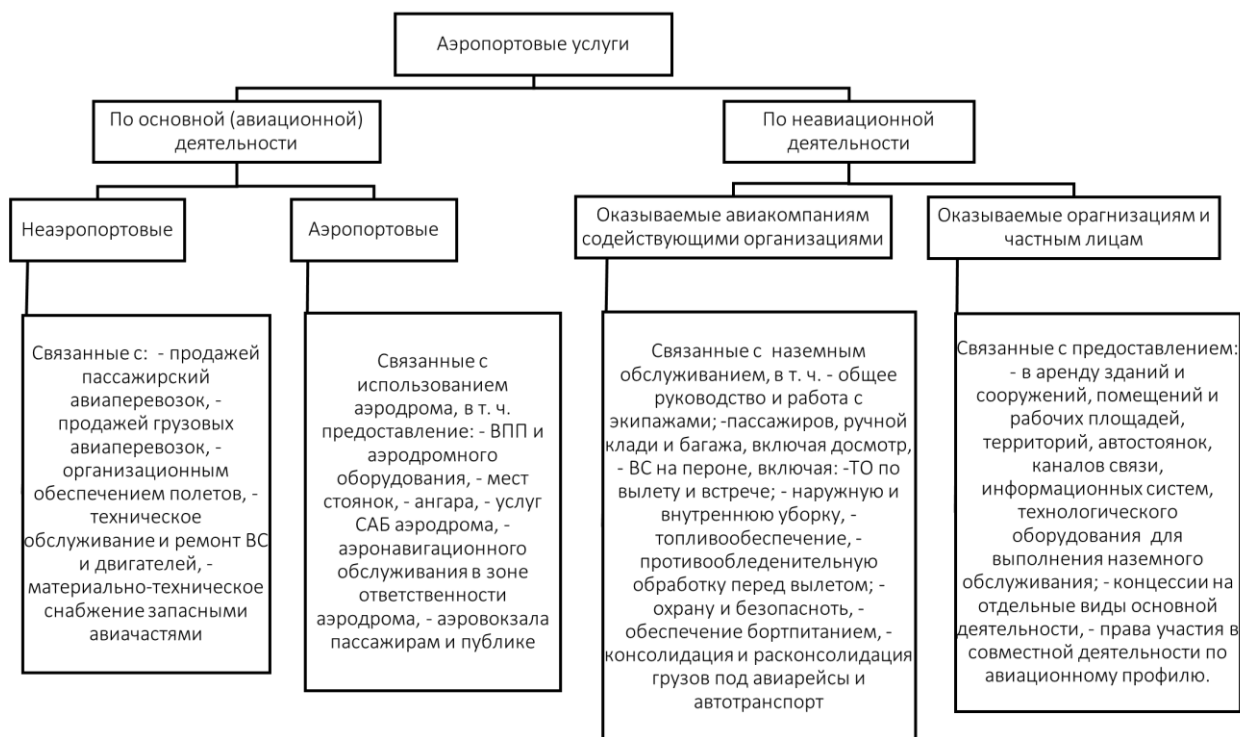 Аэропортовые услуги
По основной (авиационной)
деятельности
По неавиационной
деятельности
Неаэропортовые
Аэропортовые
Оказываемые авиакомпаниям
содействующими организациями
Оказываемые орагнизациям и
частным лицам
Связанные с: - продажей
пассажирский
авиаперевозок, -
продажей грузовых
авиаперевозок, -
организационным
обеспечением полетов, -
техническое
обслуживание и ремонт ВС
и двигателей, -
материально-техническое
снабжение запасными
авиачастями
Связанные с
использованием
аэродрома, в т. ч.
предоставление: - ВПП и
аэродромного
оборудования, - мест
стоянок, - ангара, - услуг
САБ аэродрома, -
аэронавигационного
обслуживания в зоне
ответственности
аэродрома, - аэровокзала
пассажирам и публике
Связанные с наземным
обслуживанием, в т. ч. - общее
руководство и работа с
экипажами; -пассажиров, ручной
клади и багажа, включая досмотр,
- ВС на пероне, включая: -ТО по
вылету и встрече; - наружную и
внутреннюю уборку, -
топливообеспечение, -
противообледенительную
обработку перед вылетом; -
охрану и безопасноть, -
обеспечение бортпитанием, -
консолидация и расконсолидация
грузов под авиарейсы и
автотранспорт
Связанные с предоставлением:
- в аренду зданий и
сооружений, помещений и
рабочих площадей,
территорий, автостоянок,
каналов связи,
информационных систем,
технологического
оборудования для
выполнения наземного
обслуживания; - концессии на
отдельные виды основной
деятельности, - права участия в
совместной деятельности по
авиационному профилю.